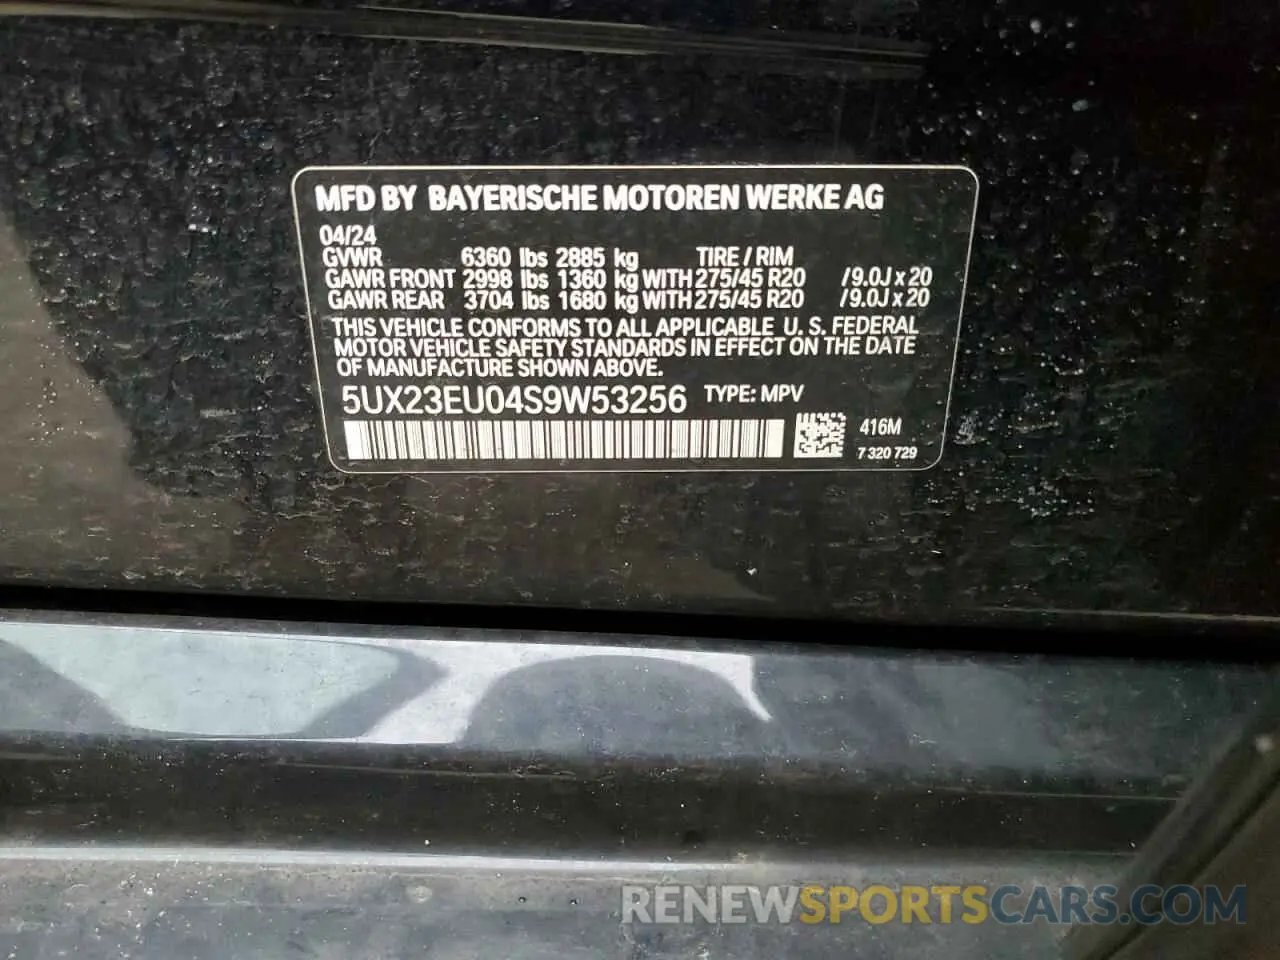 MFD BY BAYERISCHE MOTOREN WERKE AG
04/24
GVWR 6360 lbs 2885 kg TIRE / RIM
GAWR FRONT 2998 lbs 1360 kg WITH 275/45 R20 /9.0J x 20
GAWR REAR 3704 lbs 1680 kg WITH 275/45 R20 /9.0J x 20
THIS VEHICLE CONFORMS TO ALL APPLICABLE U. S. FEDERAL
MOTOR VEHICLE SAFETY STANDARDS IN EFFECT ON THE DATE
OF MANUFACTURE SHOWN ABOVE.
5UX23EU04S9W53256 TYPE: MPV
416M
7 320 729
RENEWSPORTSCARS.COM